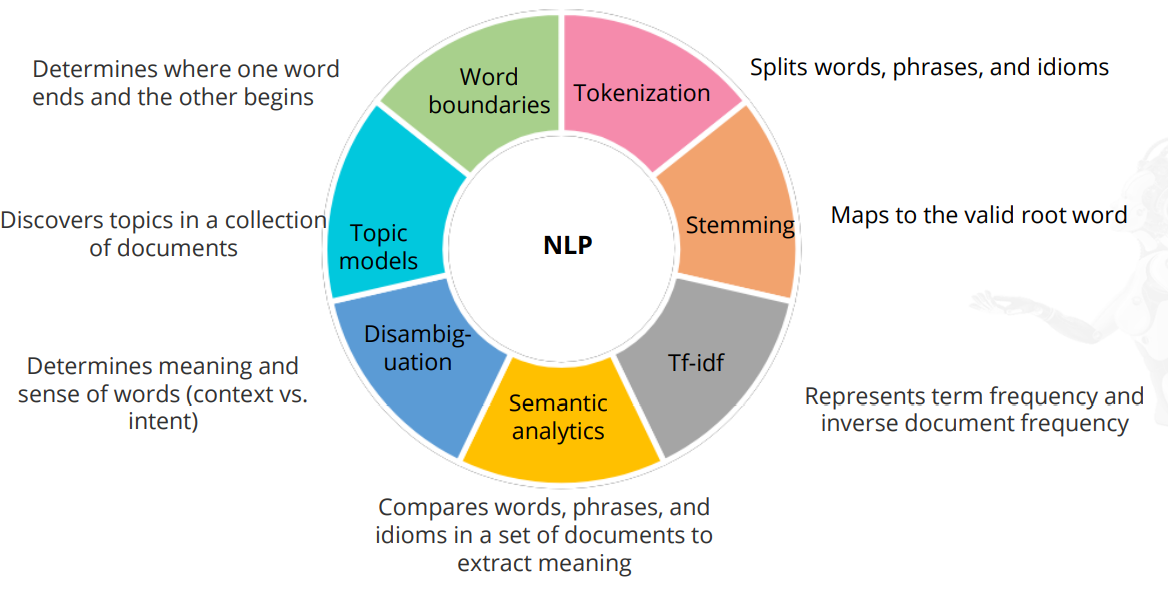 Determines where one word
ends and the other begins
Word
boundaries
Tokenization
Splits words, phrases, and idioms
Discovers topics in a collection
of documents
Topic
models
NLP
Stemming
Maps to the valid root word
Determines meaning and
sense of words (context vs.
intent)
Disambig-
uation
Semantic
analytics
Tf-idf
Represents term frequency and
inverse document frequency
Compares words, phrases, and
idioms in a set of documents to
extract meaning